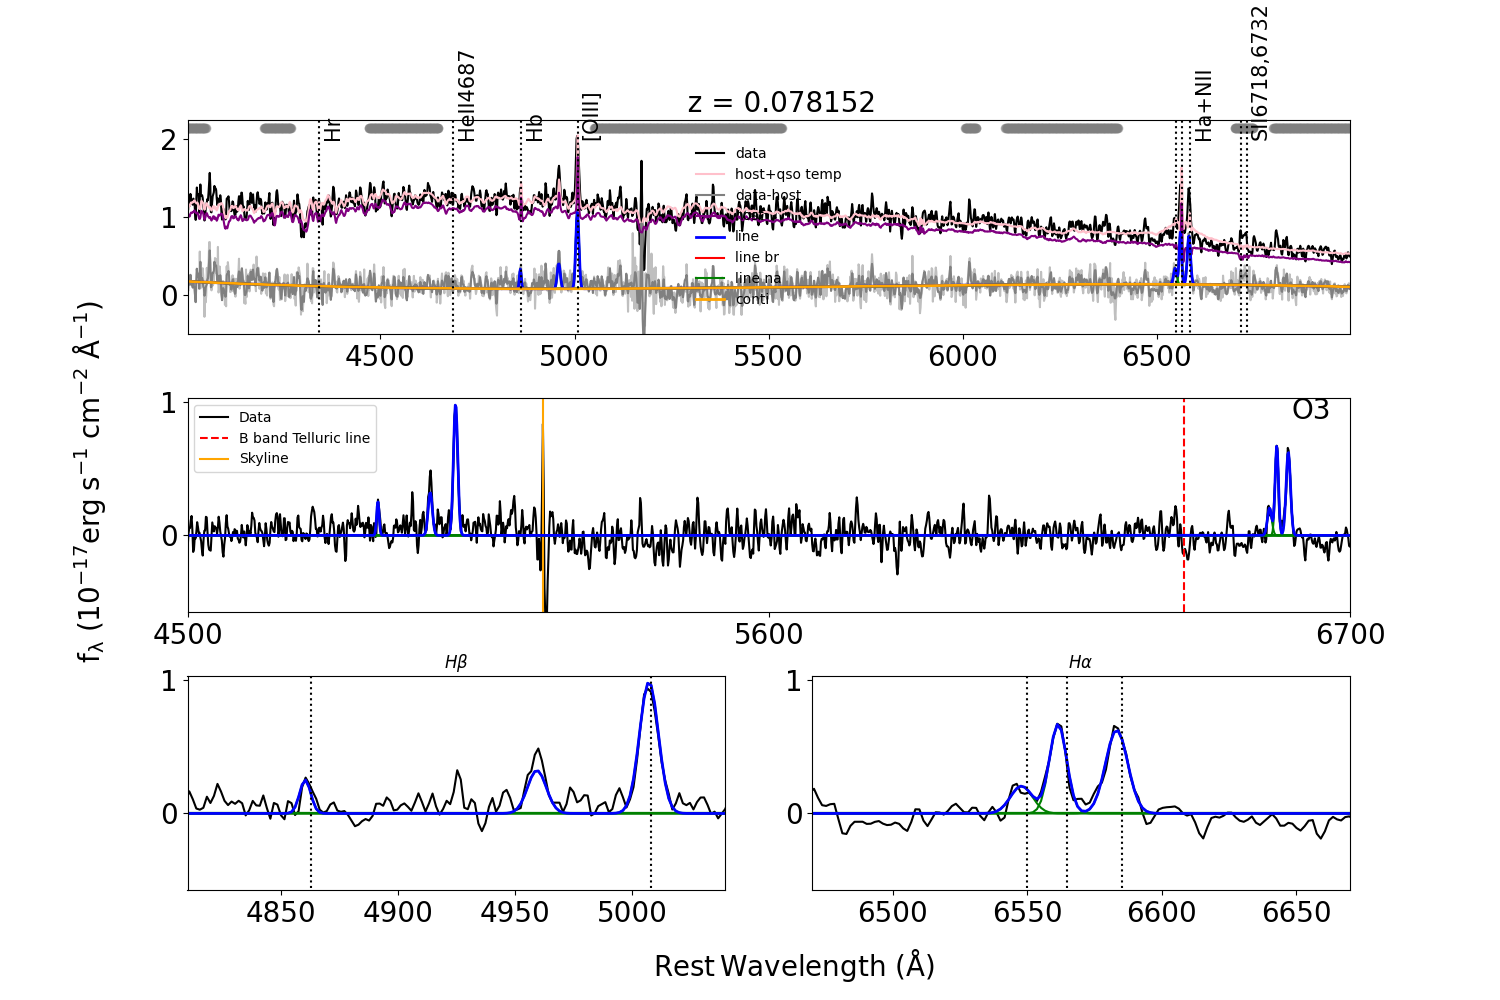 z = 0.078152
Hr
HeII4687
Hb
[OIII]
Ha+NII
SII6718,6732
2
1
0
data
host+qso temp
data-host
line
line br
line na
conti
4500 5000 5500 6000 6500
fλ (10−17erg s−1 cm−2 Å−1)
1
0
Data
B band Telluric line
Skyline
O3
4500 5600 6700
Hβ
1
0
4850 4900 4950 5000
Hα
1
0
6500 6550 6600 6650
Rest Wavelength (Å)